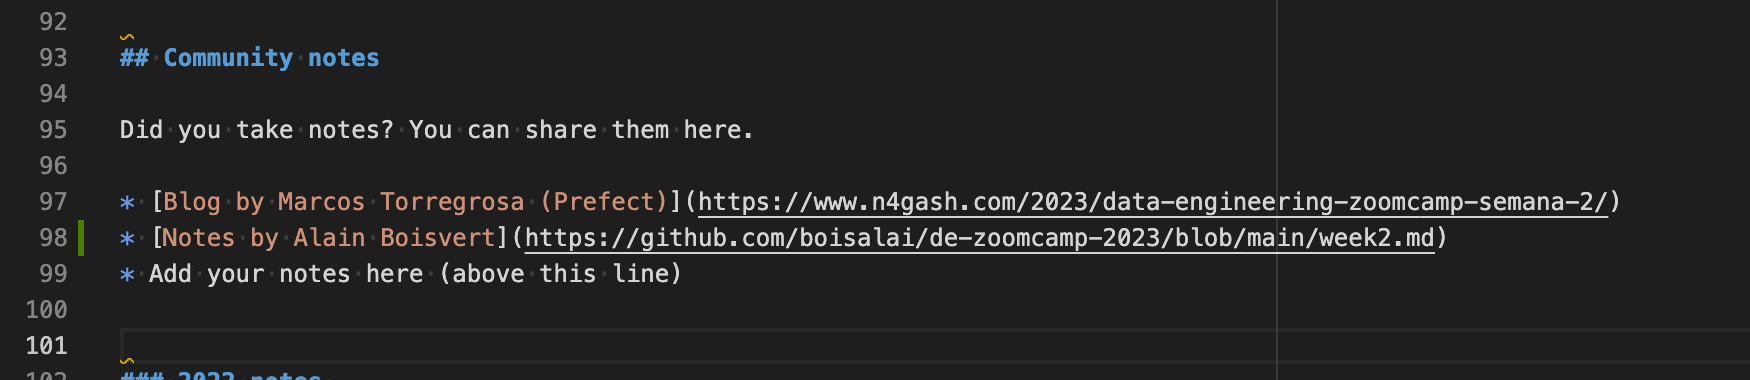 92
93 ## Community notes
94
95 Did you take notes? You can share them here.
96
97 * [Blog by Marcos Torregrosa (Prefect)](https://www.n4gash.com/2023/data-engineering-zoomcamp-semana-2/)
98 * [Notes by Alain Boisvert](https://github.com/boisalai/de-zoomcamp-2023/blob/main/week2.md)
99 * Add your notes here (above this line)
100
101
102 ### 2022 notes